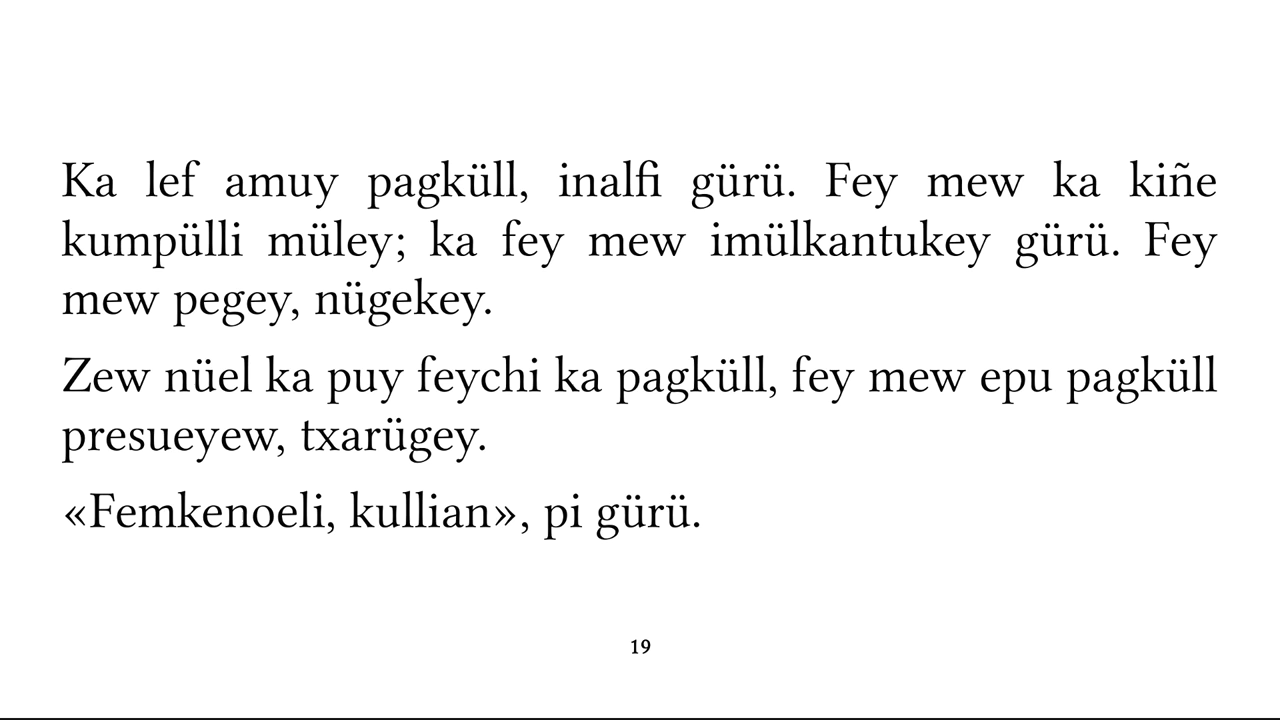 Ka lef amuy pagküll, inalfi gürü. Fey mew ka kiñe
kumpülli müley; ka fey mew imülkantukey gürü. Fey
mew pegey, nügekey.
Zew nüel ka puy feychi ka pagküll, fey mew epu pagküll
presueyew, txarügey.
«Femkenoeli, kullian», pi gürü.
19